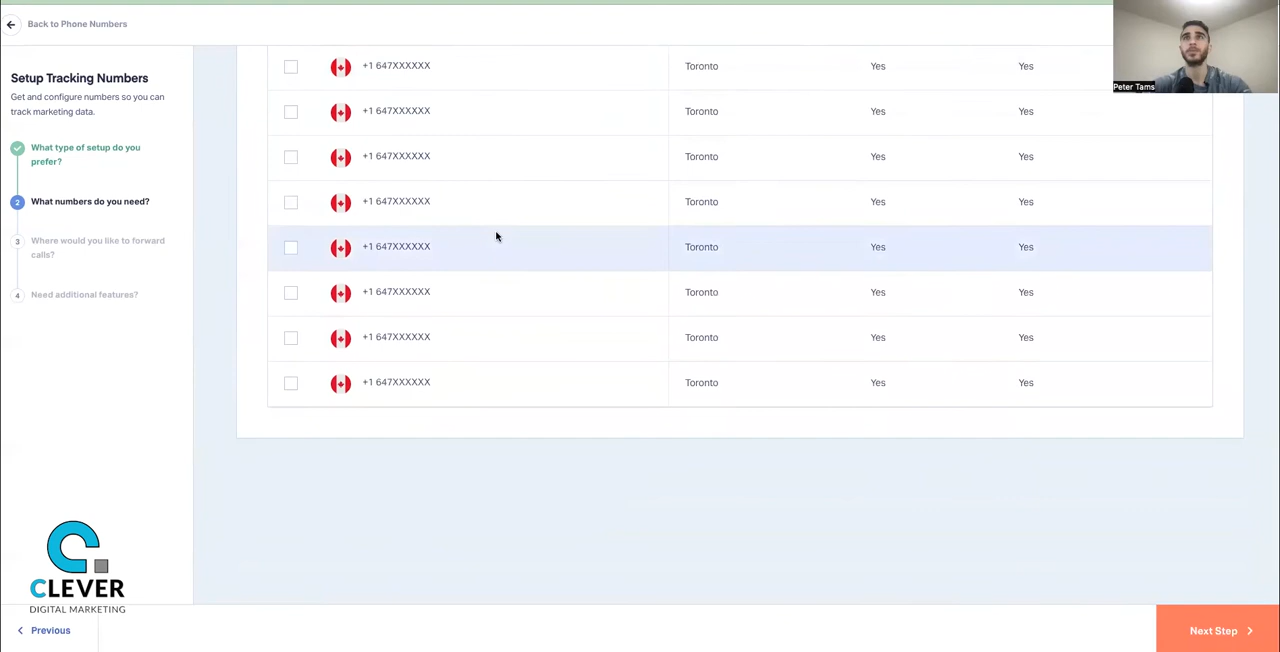 Back to Phone Numbers
Peter Tams
Setup Tracking Numbers
Get and configure numbers so you can
track marketing data.
What type of setup do you
prefer?
2 What numbers do you need?
3 Where would you like to forward
calls?
4 Need additional features?
+1 647XXXXXX Toronto Yes Yes
+1 647XXXXXX Toronto Yes Yes
+1 647XXXXXX Toronto Yes Yes
+1 647XXXXXX Toronto Yes Yes
+1 647XXXXXX Toronto Yes Yes
+1 647XXXXXX Toronto Yes Yes
+1 647XXXXXX Toronto Yes Yes
+1 647XXXXXX Toronto Yes Yes
CLEVER
DIGITAL MARKETING
Previous
Next Step